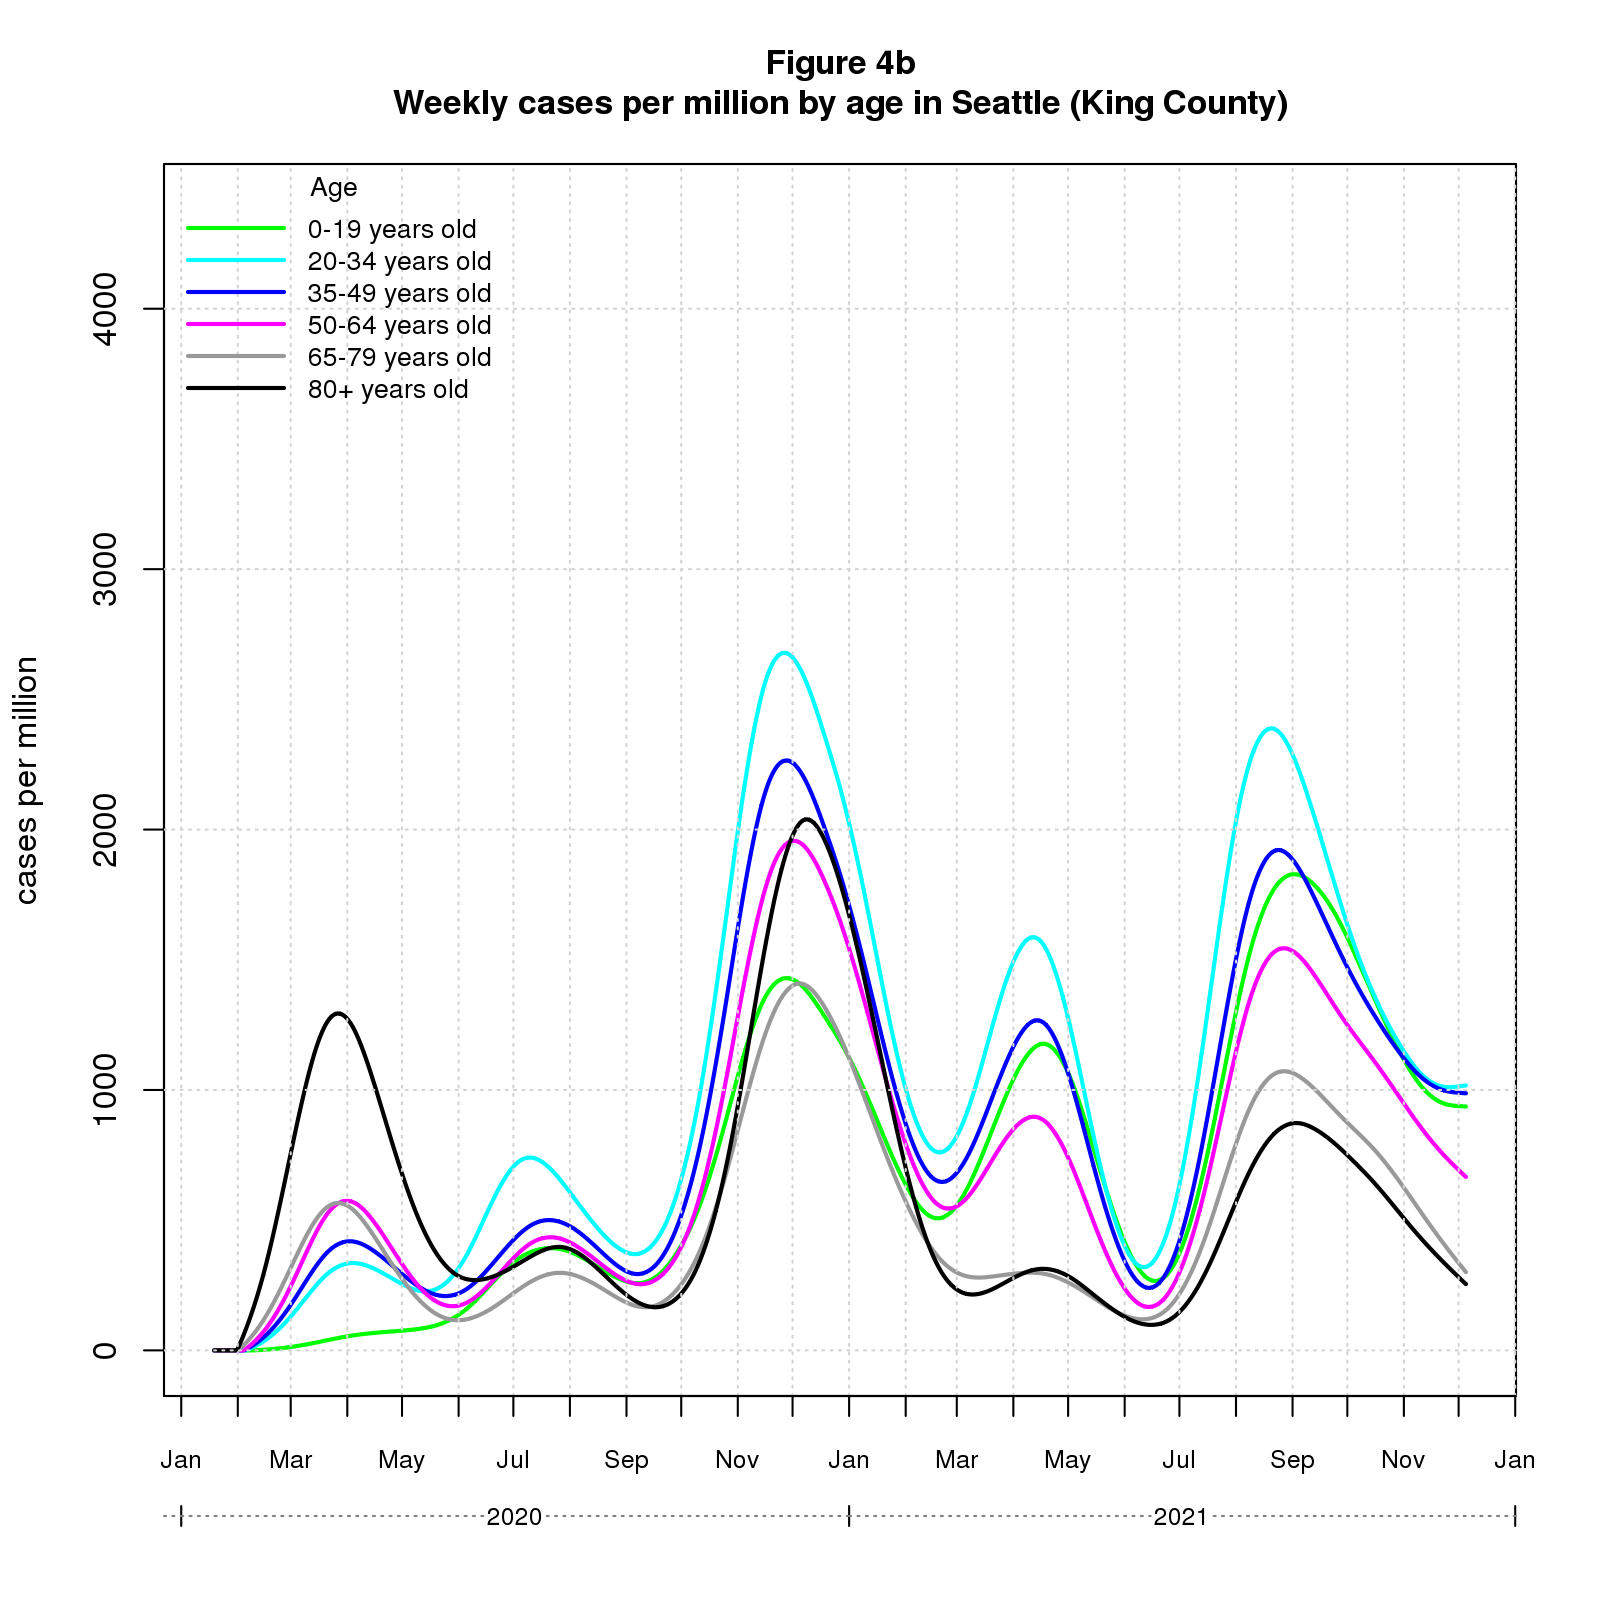 Figure 4b
Weekly cases per million by age in Seattle (King County)
Age
0-19 years old
20-34 years old
35-49 years old
50-64 years old
65-79 years old
80+ years old
cases per million
4000
3000
2000
1000
0
Jan Mar May Jul Sep Nov Jan Mar May Jul Sep Nov Jan
2020 2021